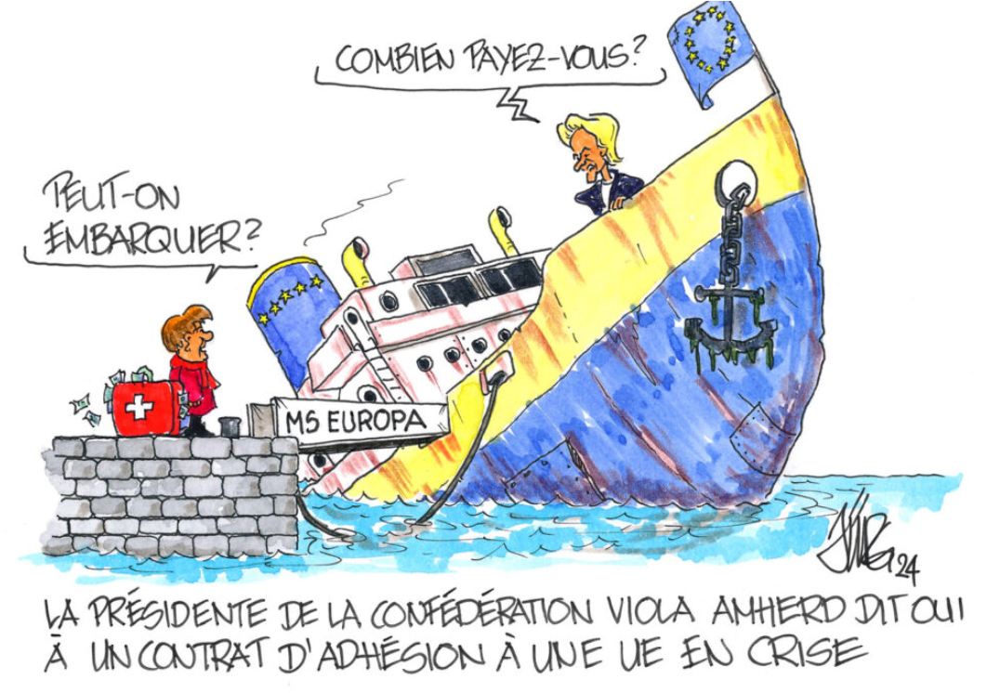 COMBIEN PAYEZ-VOUS?
PEUT-ON
EMBARQUER?
MS EUROPA
24
LA PRÉSIDENTE DE LA CONFÉDÉRATION VIOLA AMHERD DIT OUI
À UN CONTRAT D'ADHÉSION À UNE UE EN CRISE